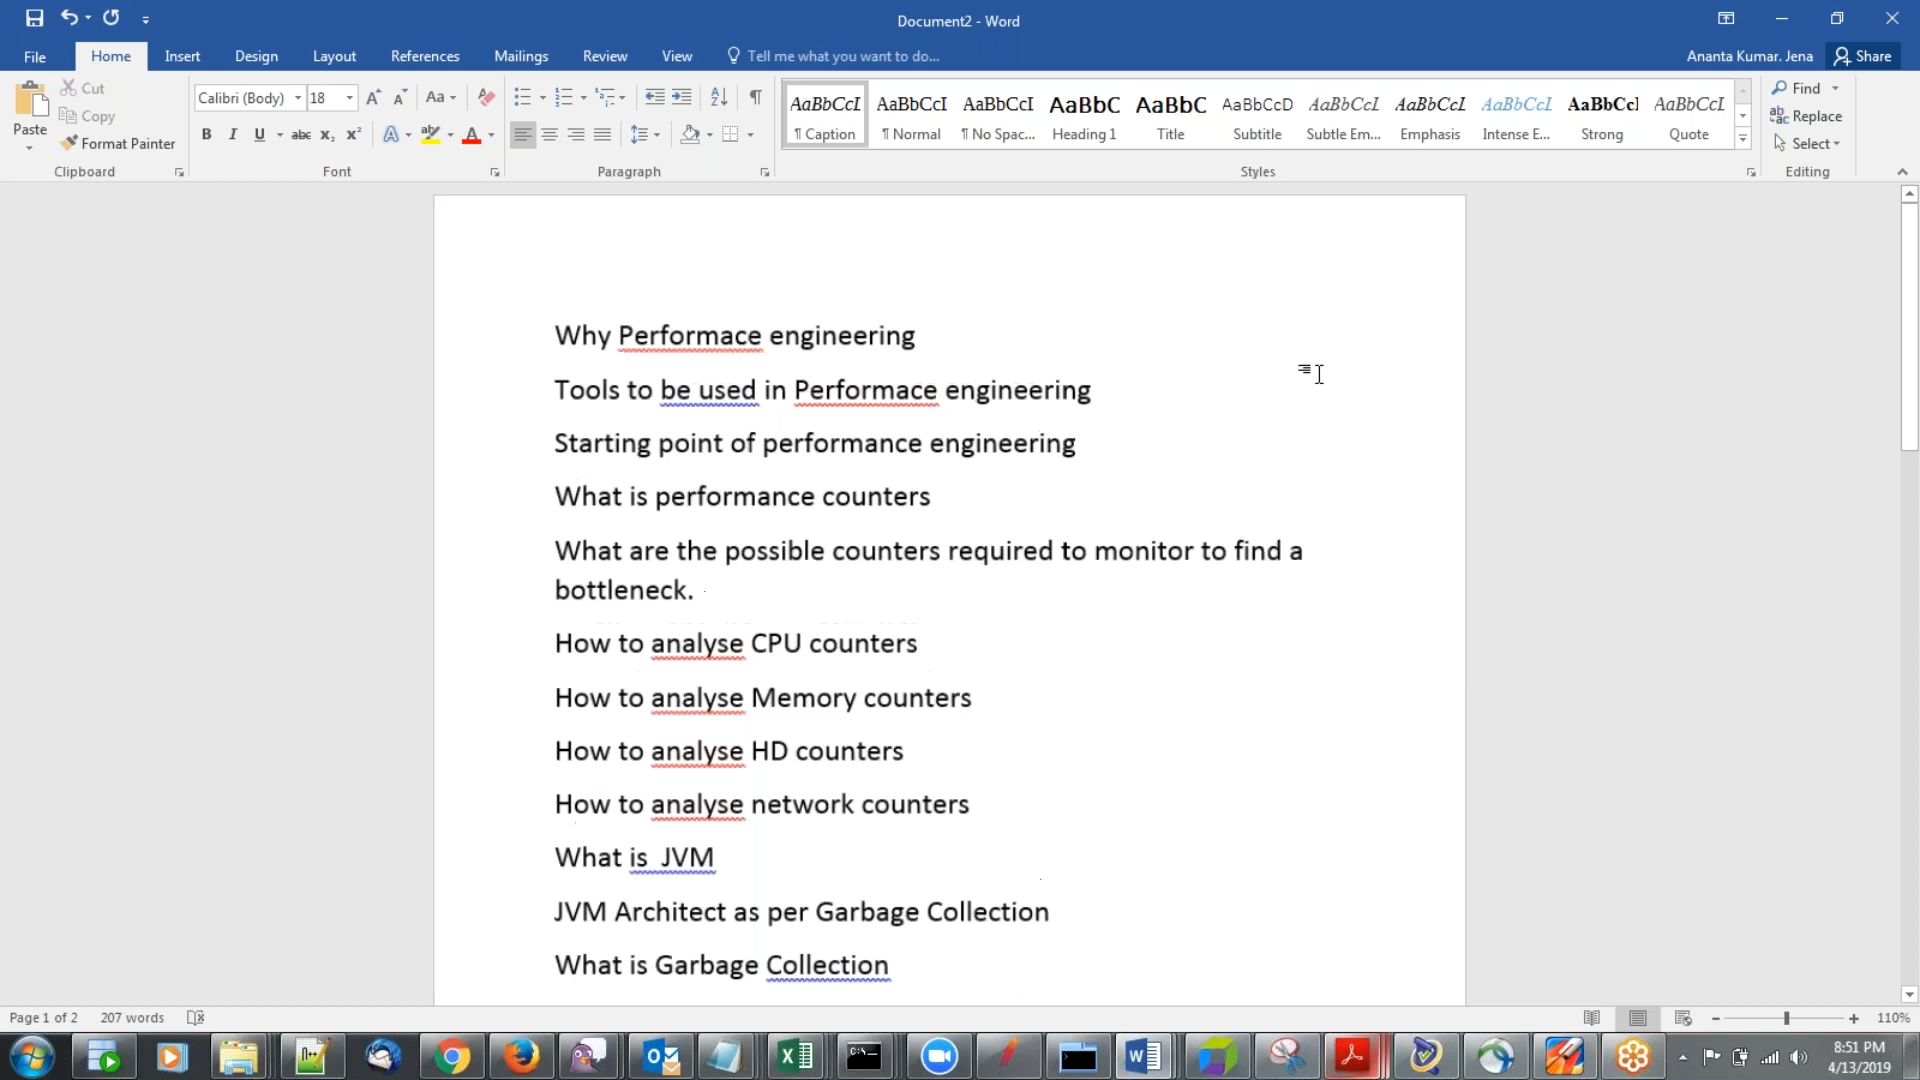 Document2 - Word
File Home Insert Design Layout References Mailings Review View Tell me what you want to do... Ananta Kumar. Jena Share
Paste
Cut
Copy
Format Painter
Clipboard
Calibri (Body) 18
Font
Paragraph
AaBbCcI AaBbCcI AaBbCcI AaBbC AaBbC AaBbCcD AaBbCcI AaBbCcI AaBbCcI AaBbCcI AaBbCcI
¶ Caption ¶ Normal ¶ No Spac... Heading 1 Title Subtitle Subtle Em... Emphasis Intense E... Strong Quote
Styles
Find
Replace
Select
Editing
Why Performace engineering
Tools to be used in Performace engineering
Starting point of performance engineering
What is performance counters
What are the possible counters required to monitor to find a
bottleneck.
How to analyse CPU counters
How to analyse Memory counters
How to analyse HD counters
How to analyse network counters
What is  JVM
JVM Architect as per Garbage Collection
What is Garbage Collection
Page 1 of 2 207 words 110%
8:51 PM
4/13/2019